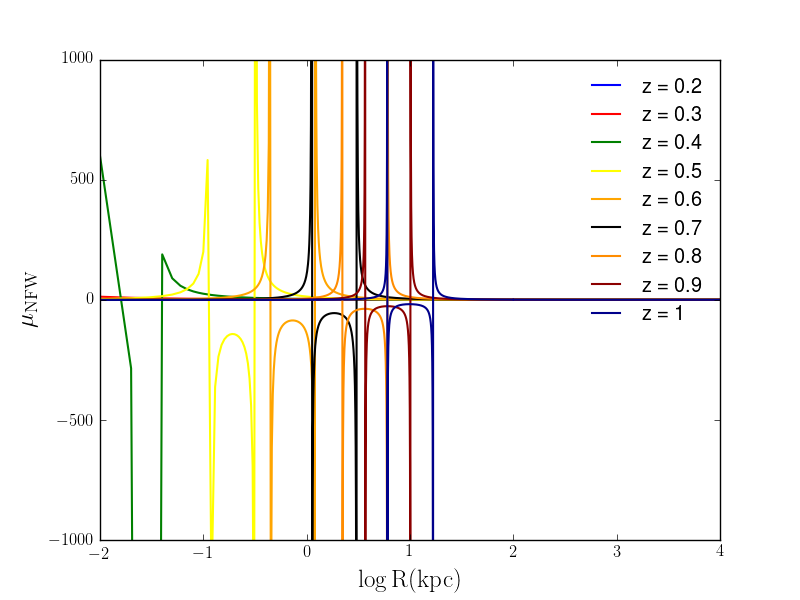 1000
500
0
−500
−1000
−2
−1
0
1
2
3
4
μNFW
log R(kpc)
z = 0.2
z = 0.3
z = 0.4
z = 0.5
z = 0.6
z = 0.7
z = 0.8
z = 0.9
z = 1